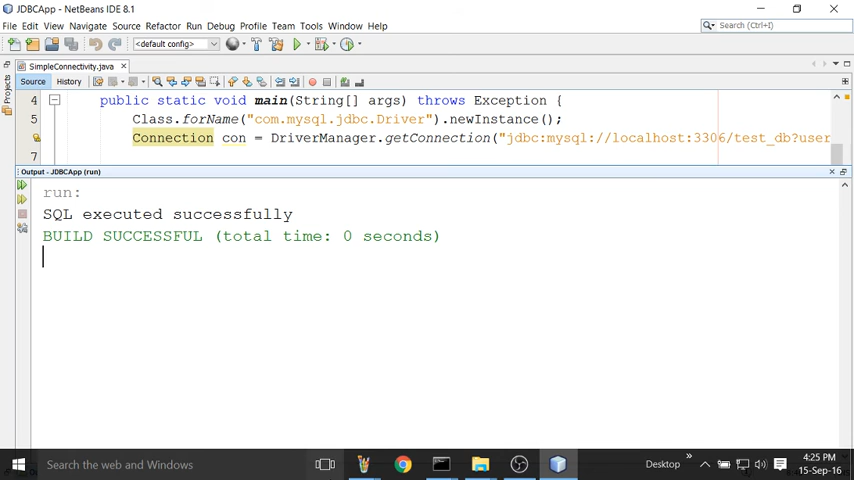 JDBCApp - NetBeans IDE 8.1
File Edit View Navigate Source Refactor Run Debug Profile Team Tools Window Help
Search (Ctrl+I)
<default config>
SimpleConnectivity.java
Source History
Projects
4 public static void main(String[] args) throws Exception {
5 Class.forName("com.mysql.jdbc.Driver").newInstance();
Connection con = DriverManager.getConnection("jdbc:mysql://localhost:3306/test_db?user
7
Output - JDBCApp (run)
run:
SQL executed successfully
BUILD SUCCESSFUL (total time: 0 seconds)
Search the web and Windows
Desktop
4:25 PM
15-Sep-16